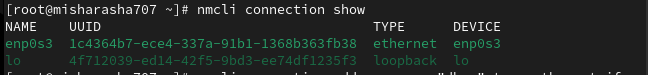 [root@misharasha707 ~]# nmcli connection show
NAME    UUID                                  TYPE      DEVICE
enp0s3  1c4364b7-ece4-337a-91b1-1368b363fb38  ethernet  enp0s3
lo      4f712039-ed14-42f5-9bd3-ee74df1235f3  loopback  lo